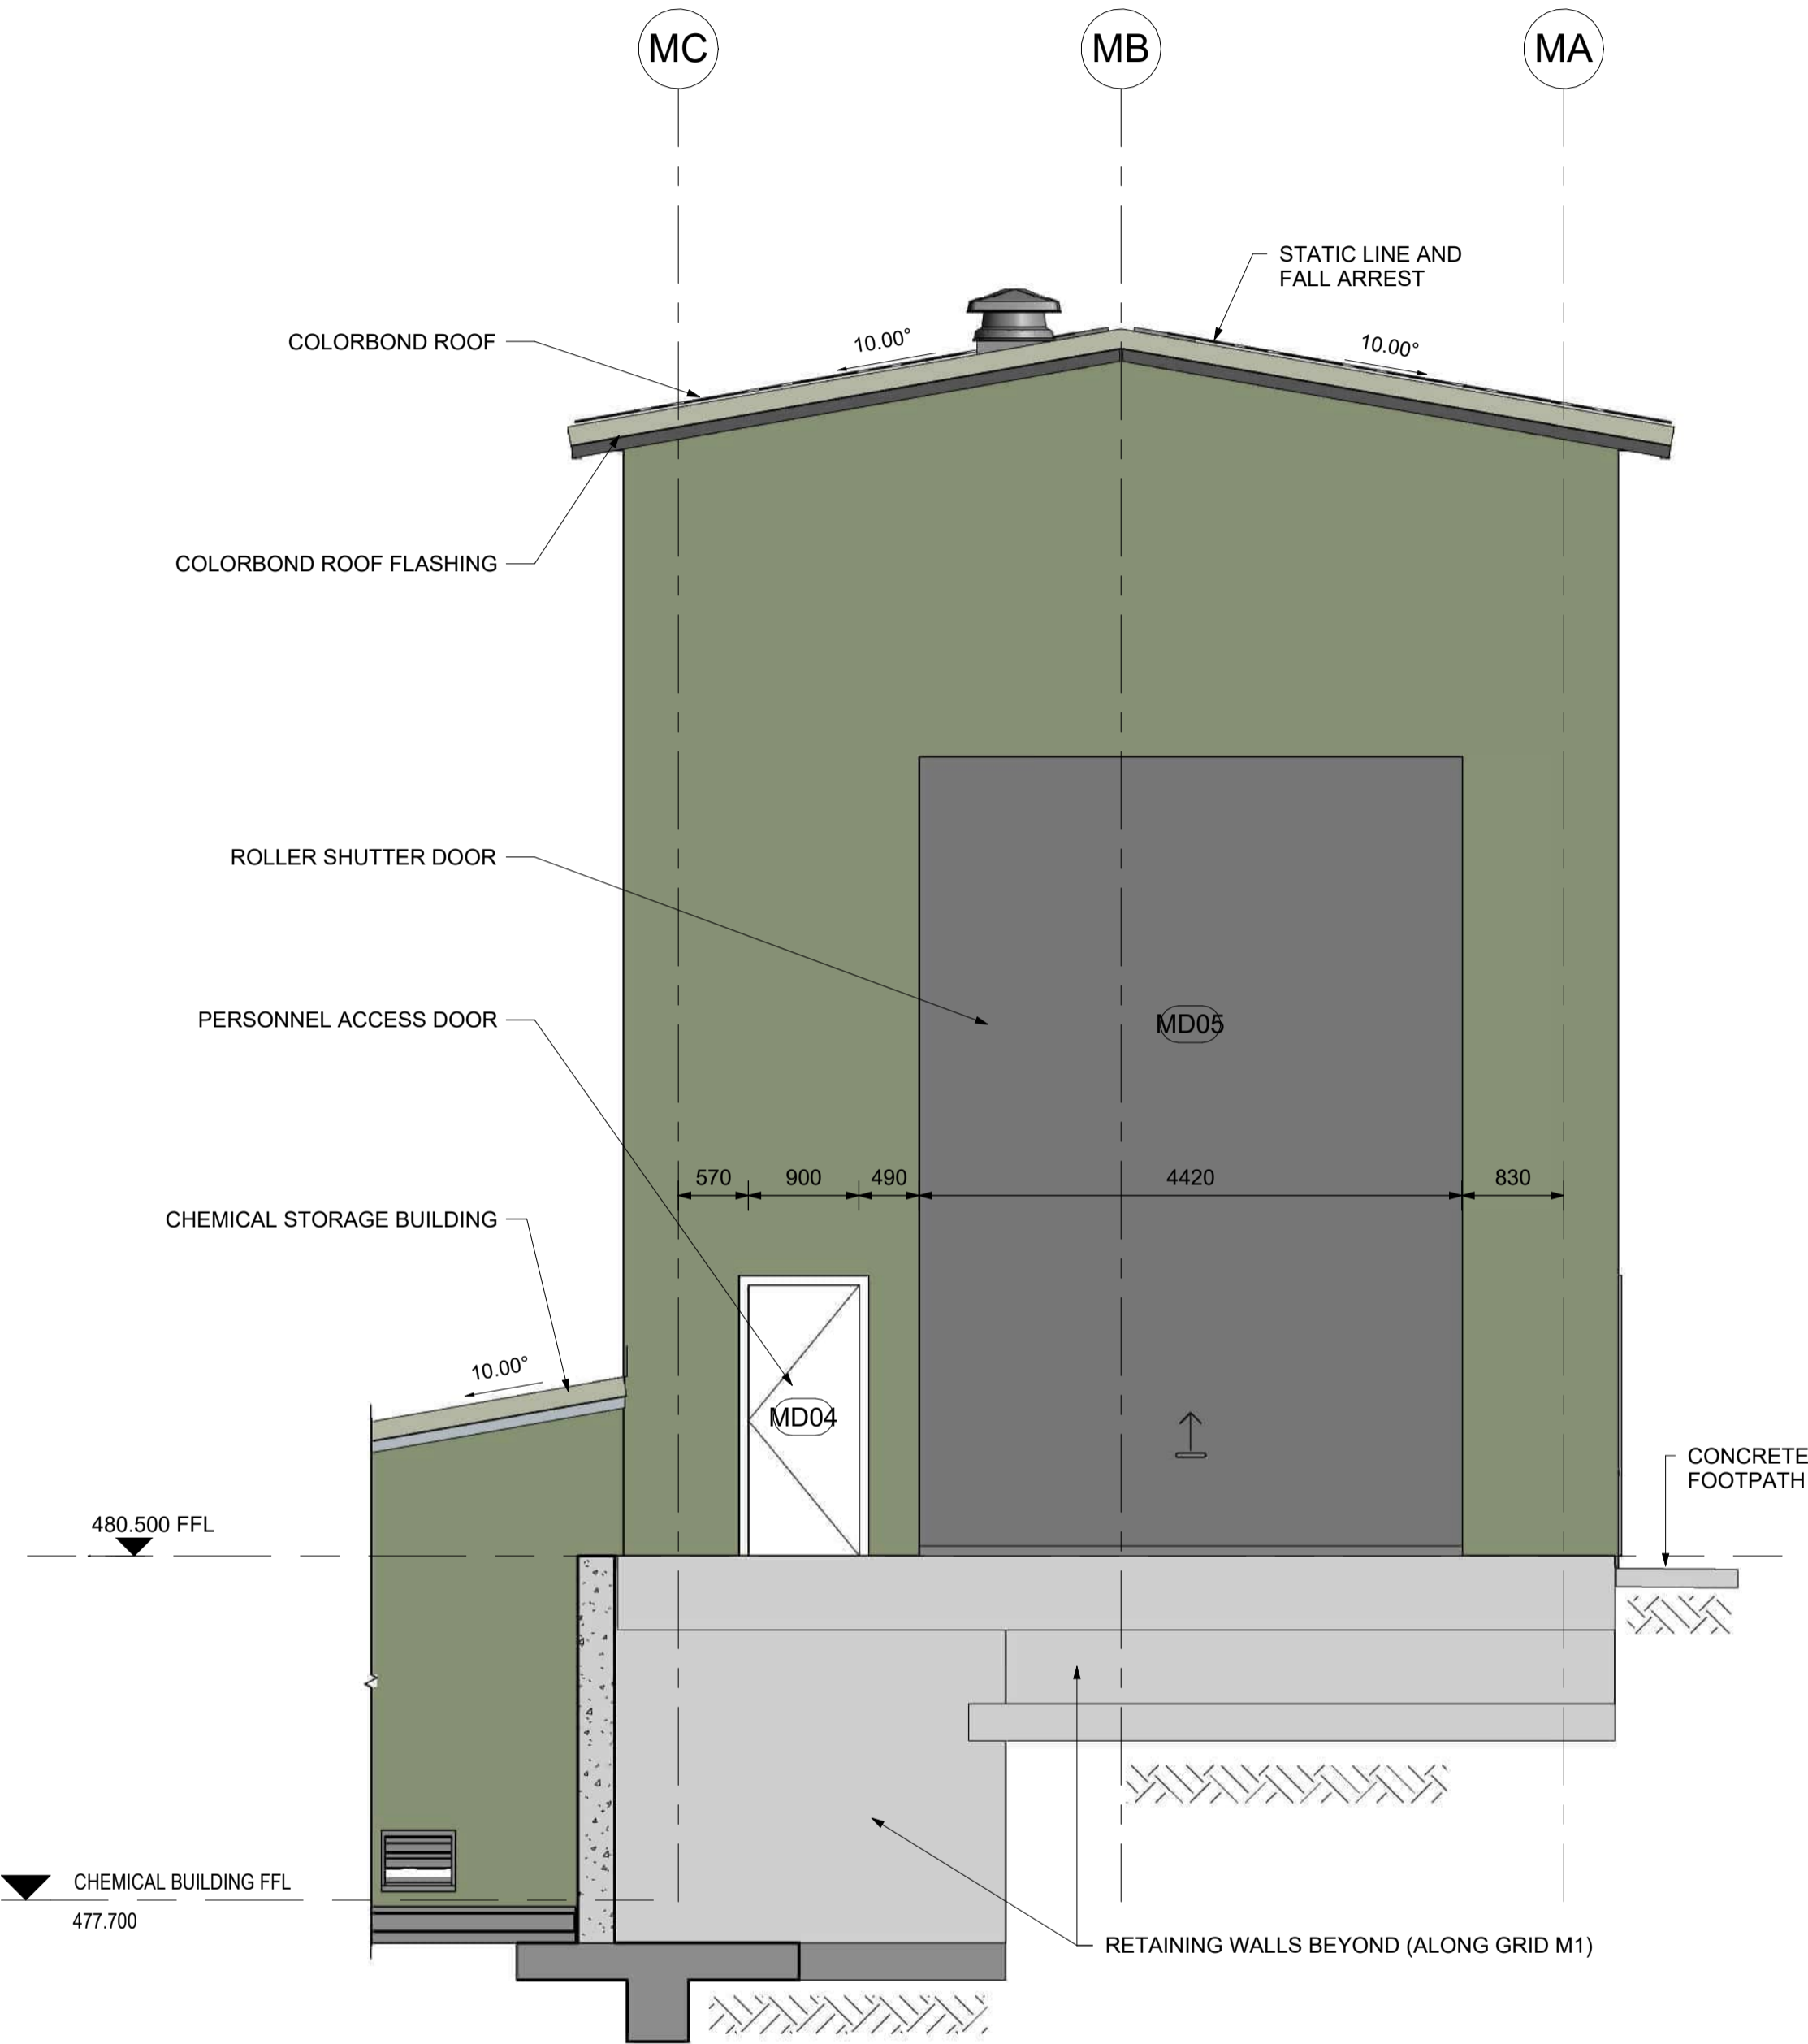 MC
MB
MA
STATIC LINE AND
FALL ARREST
COLORBOND ROOF
10.00°
10.00°
COLORBOND ROOF FLASHING
ROLLER SHUTTER DOOR
PERSONNEL ACCESS DOOR
MD05
570
900
490
4420
830
CHEMICAL STORAGE BUILDING
10.00°
MD04
CONCRETE
FOOTPATH
480.500 FFL
CHEMICAL BUILDING FFL
477.700
RETAINING WALLS BEYOND (ALONG GRID M1)